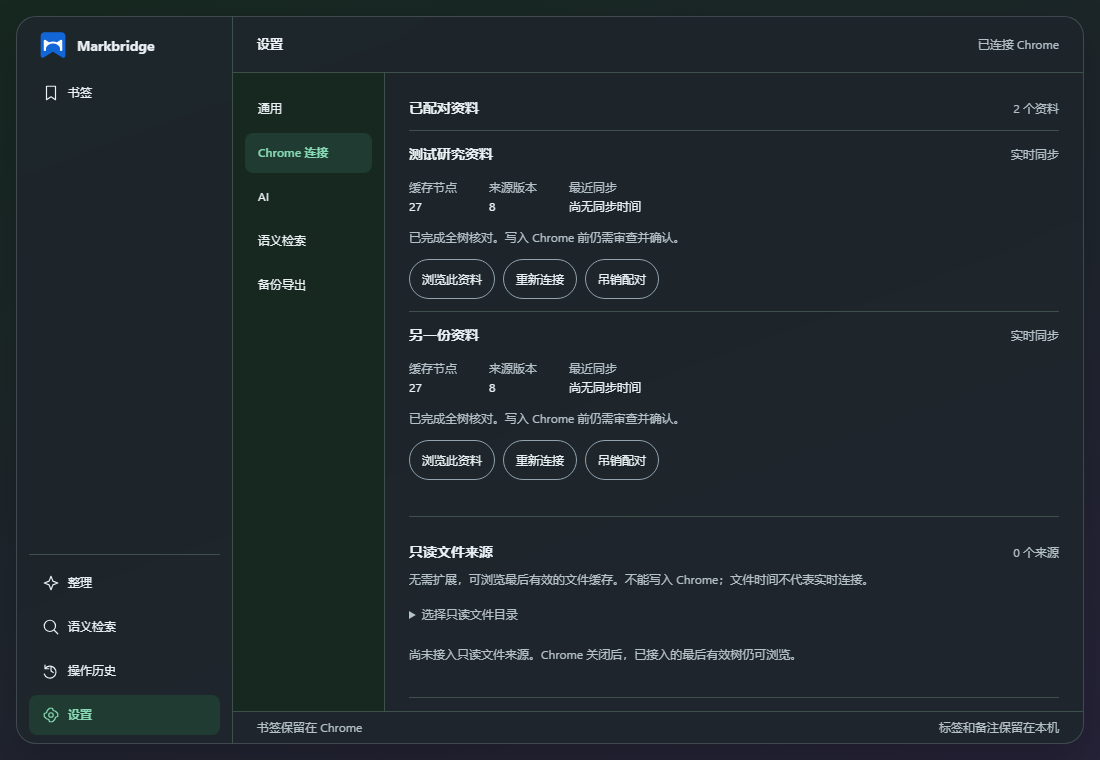 Markbridge
书签
整理
语义检索
操作历史
设置
设置
已连接 Chrome
通用
Chrome 连接
AI
语义检索
备份导出
已配对资料
2 个资料
测试研究资料
实时同步
缓存节点 来源版本 最近同步
27 8 尚无同步时间
已完成全树核对。写入 Chrome 前仍需审查并确认。
浏览此资料 重新连接 吊销配对
另一份资料
实时同步
缓存节点 来源版本 最近同步
27 8 尚无同步时间
已完成全树核对。写入 Chrome 前仍需审查并确认。
浏览此资料 重新连接 吊销配对
只读文件来源
0 个来源
无需扩展，可浏览最后有效的文件缓存。不能写入 Chrome；文件时间不代表实时连接。
选择只读文件目录
尚未接入只读文件来源。Chrome 关闭后，已接入的最后有效树仍可浏览。
书签保留在 Chrome
标签和备注保留在本机